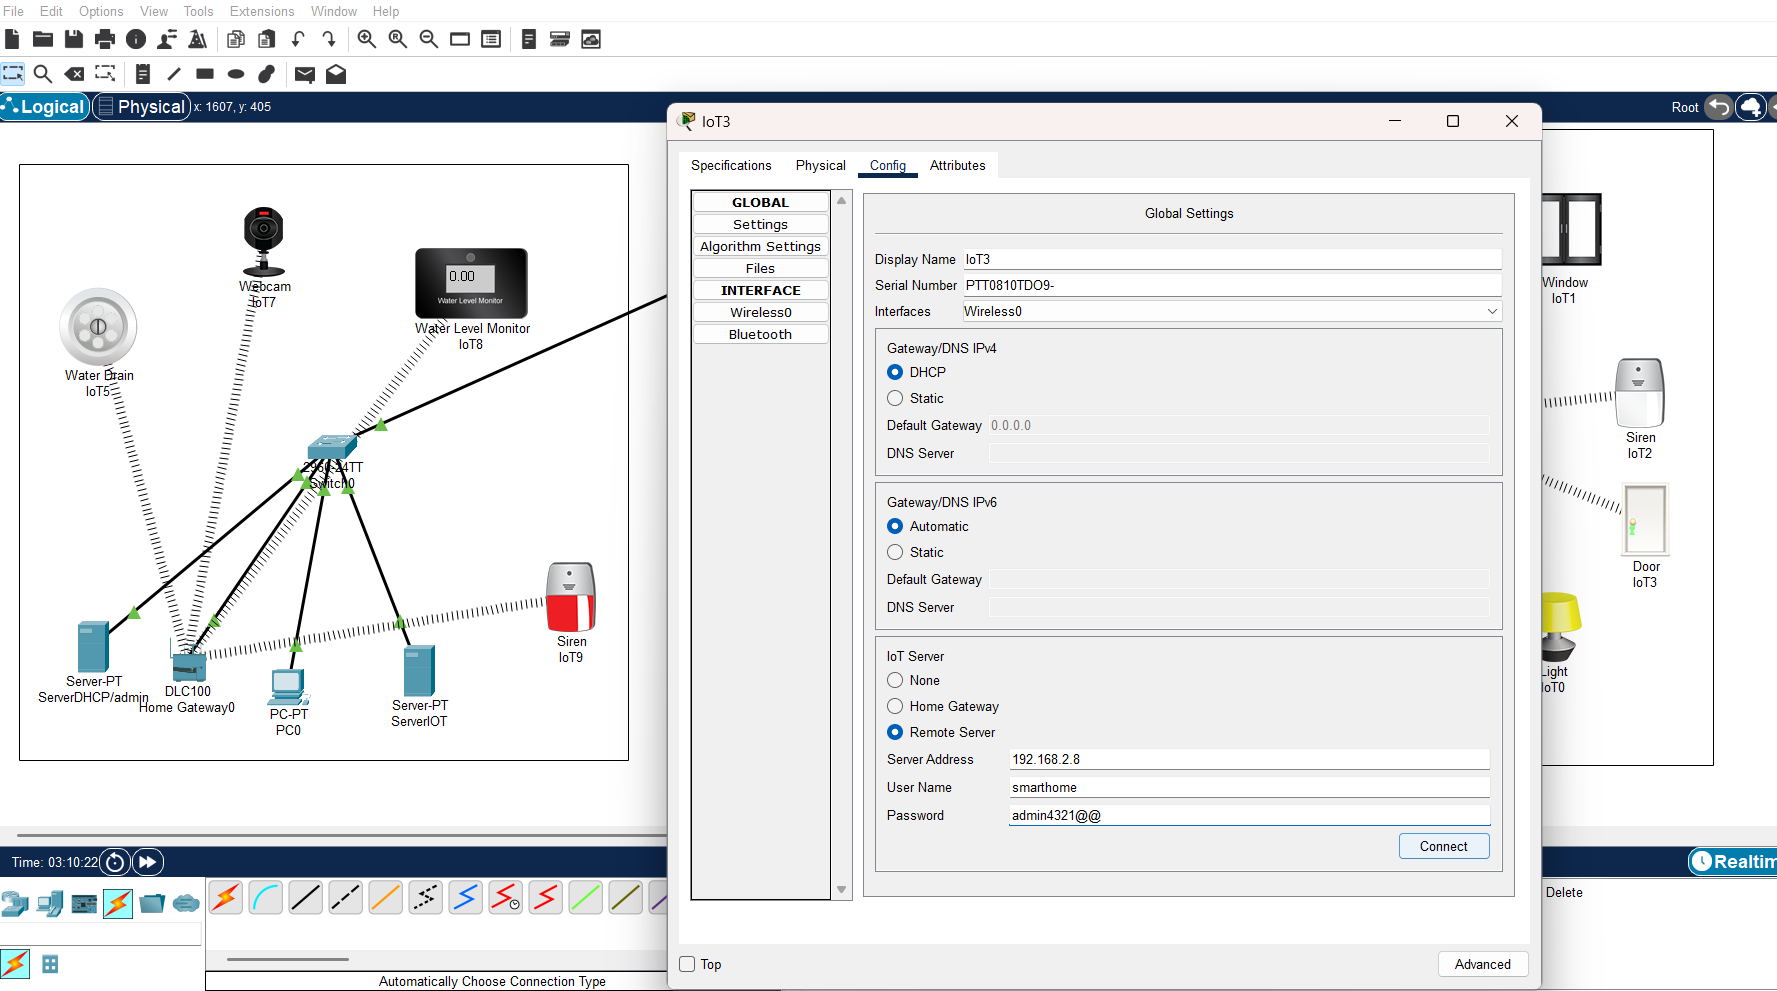 File Edit Options View Tools Extensions Window Help
Logical Physical x: 1607, y: 405
Root
Webcam
IoT7
0.00
Water Level Monitor
Water Level Monitor
IoT8
Water Drain
IoT5
2960-24TT
Switch0
Siren
IoT9
Server-PT
ServerDHCP/admin
DLC100
Home Gateway0
PC-PT
PC0
Server-PT
ServerIOT
IoT3
Specifications Physical Config Attributes
GLOBAL
Settings
Algorithm Settings
Files
INTERFACE
Wireless0
Bluetooth
Global Settings
Display Name IoT3
Serial Number PTT0810TDO9-
Interfaces Wireless0
Gateway/DNS IPv4
DHCP
Static
Default Gateway 0.0.0.0
DNS Server
Gateway/DNS IPv6
Automatic
Static
Default Gateway
DNS Server
IoT Server
None
Home Gateway
Remote Server
Server Address 192.168.2.8
User Name smarthome
Password admin4321@@
Connect
Top
Advanced
Window
IoT1
Siren
IoT2
Door
IoT3
Light
IoT0
Time: 03:10:22
Realtim
Delete
Automatically Choose Connection Type